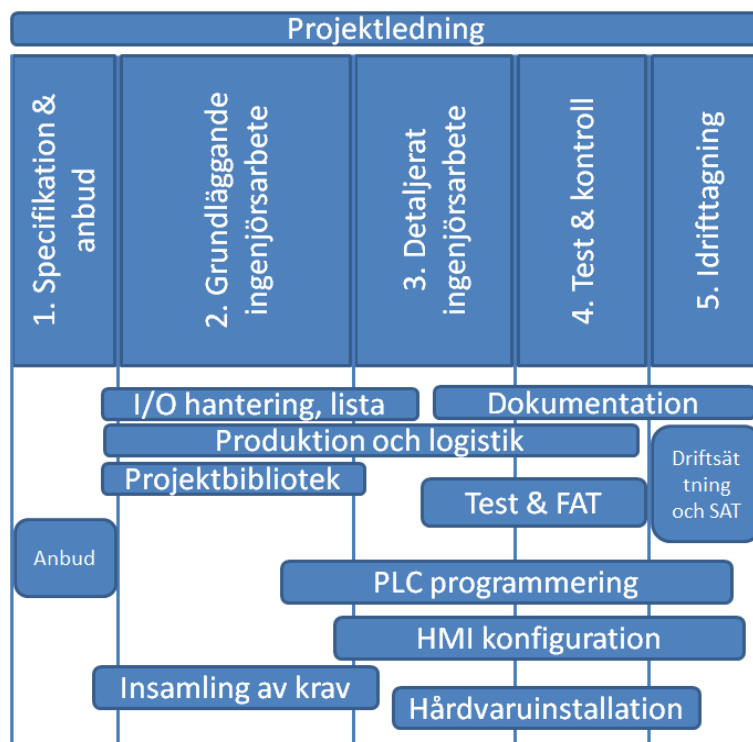 Projektledning
1. Specifikation &
anbud
2. Grundläggande
ingenjörsarbete
3. Detaljerat
ingenjörsarbete
4. Test & kontroll
5. Idrifttagning
I/O hantering, lista
Dokumentation
Produktion och logistik
Projektbibliotek
Driftsät
tning
och SAT
Test & FAT
Anbud
PLC programmering
HMI konfiguration
Insamling av krav
Hårdvaruinstallation